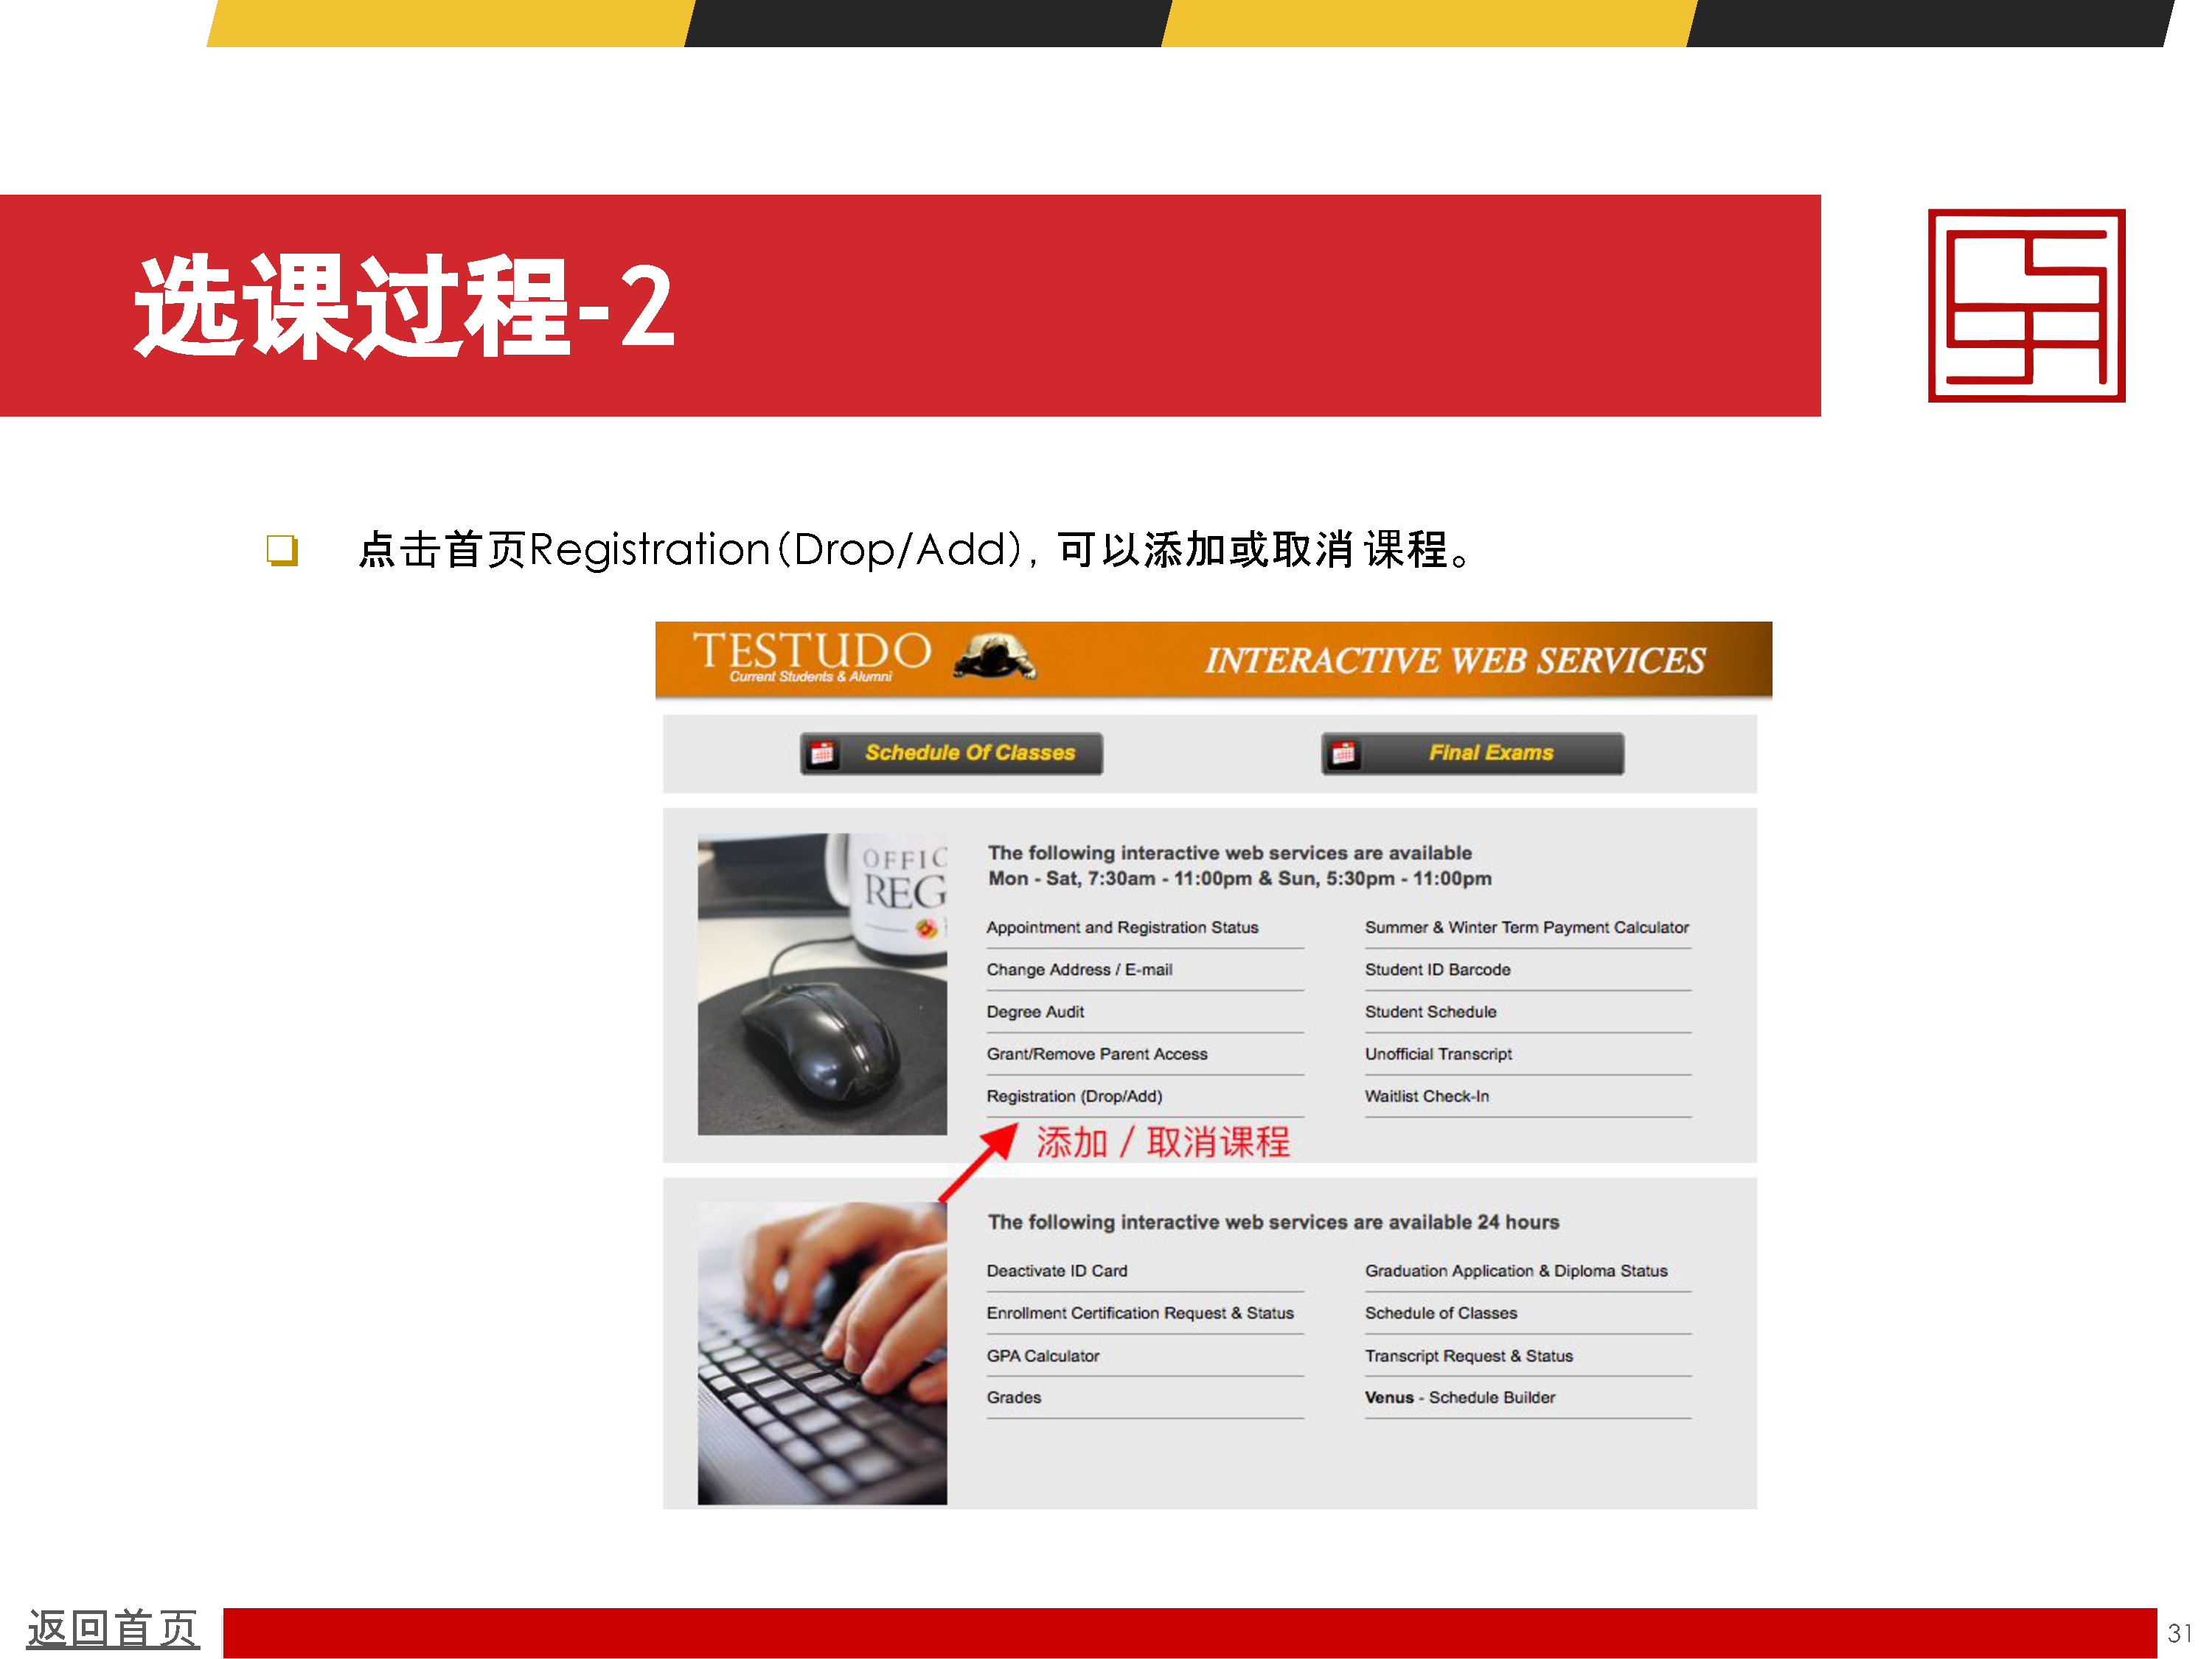 选课过程-2
点击首页Registration(Drop/Add)，可以添加或取消课程。
TESTUDO
Current Students & Alumni
INTERACTIVE WEB SERVICES
Schedule Of Classes
Final Exams
OFFIC
REG
The following interactive web services are available
Mon - Sat, 7:30am - 11:00pm & Sun, 5:30pm - 11:00pm
Appointment and Registration Status
Summer & Winter Term Payment Calculator
Change Address / E-mail
Student ID Barcode
Degree Audit
Student Schedule
Grant/Remove Parent Access
Unofficial Transcript
Registration (Drop/Add)
Waitlist Check-In
添加 / 取消课程
The following interactive web services are available 24 hours
Deactivate ID Card
Graduation Application & Diploma Status
Enrollment Certification Request & Status
Schedule of Classes
GPA Calculator
Transcript Request & Status
Grades
Venus - Schedule Builder
返回首页
31